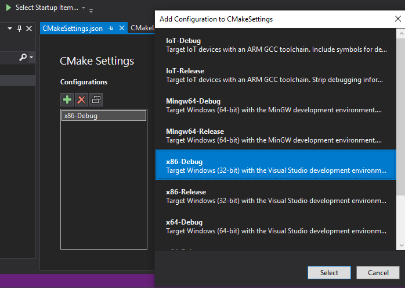 Select Startup Item...
CMakeSettings.json
CMakeL
CMake Settings
Configurations
x86-Debug
Add Configuration to CMakeSettings
IoT-Debug
Target IoT devices with an ARM GCC toolchain. Include symbols for de...
IoT-Release
Target IoT devices with an ARM GCC toolchain. Strip debugging infor...
Mingw64-Debug
Target Windows (64-bit) with the MinGW development environment....
Mingw64-Release
Target Windows (64-bit) with the MinGW development environment....
x86-Debug
Target Windows (32-bit) with the Visual Studio development environm...
x86-Release
Target Windows (32-bit) with the Visual Studio development environm...
x64-Debug
Target Windows (64-bit) with the Visual Studio development environm...
Select
Cancel